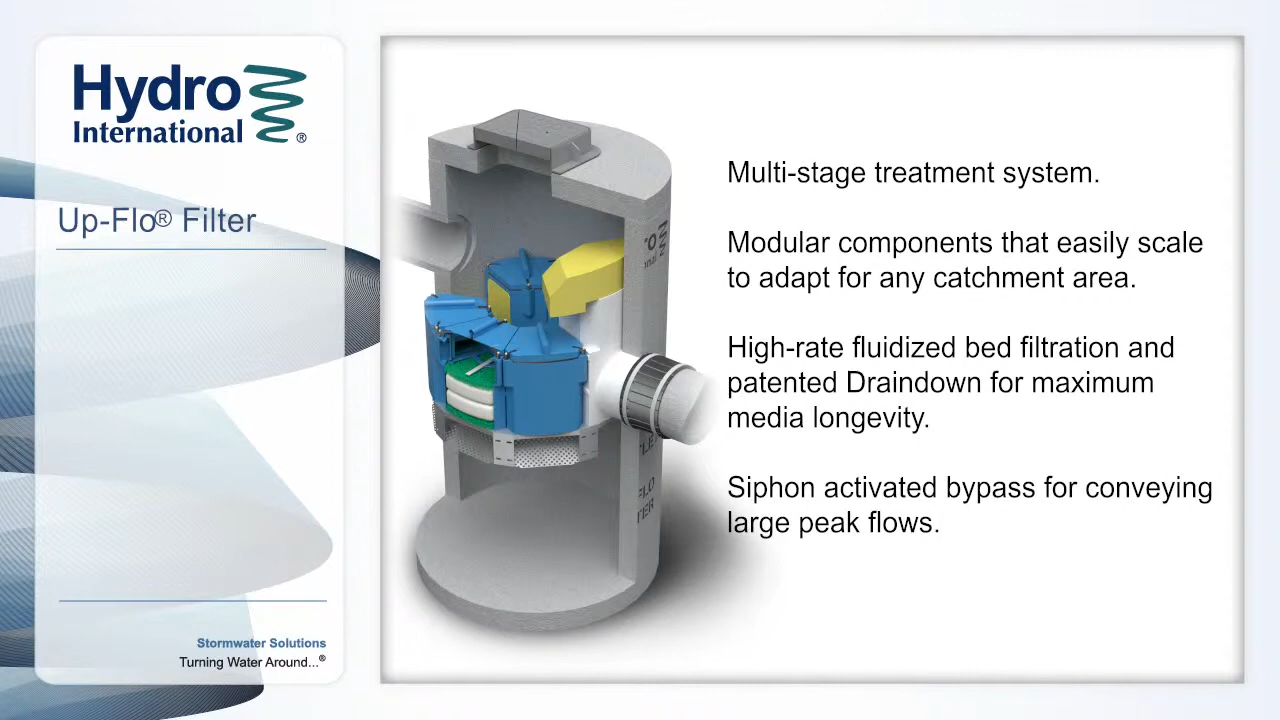 Hydro
International®
Up-Flo® Filter
Multi-stage treatment system.
Modular components that easily scale
to adapt for any catchment area.
High-rate fluidized bed filtration and
patented Draindown for maximum
media longevity.
Siphon activated bypass for conveying
large peak flows.
Stormwater Solutions
Turning Water Around...®